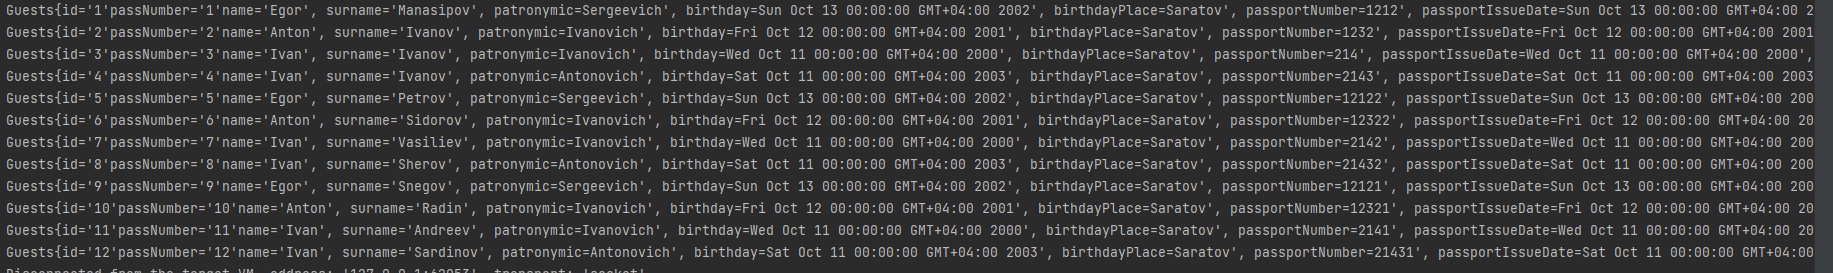 Guests{id='1'passNumber='1'name='Egor', surname='Manasipov', patronymic=Sergeevich', birthday=Sun Oct 13 00:00:00 GMT+04:00 2002', birthdayPlace=Saratov', passportNumber=1212', passportIssueDate=Sun Oct 13 00:00:00 GMT+04:00 2
Guests{id='2'passNumber='2'name='Anton', surname='Ivanov', patronymic=Ivanovich', birthday=Fri Oct 12 00:00:00 GMT+04:00 2001', birthdayPlace=Saratov', passportNumber=1232', passportIssueDate=Fri Oct 12 00:00:00 GMT+04:00 2001
Guests{id='3'passNumber='3'name='Ivan', surname='Ivanov', patronymic=Ivanovich', birthday=Wed Oct 11 00:00:00 GMT+04:00 2000', birthdayPlace=Saratov', passportNumber=214', passportIssueDate=Wed Oct 11 00:00:00 GMT+04:00 2000',
Guests{id='4'passNumber='4'name='Ivan', surname='Ivanov', patronymic=Antonovich', birthday=Sat Oct 11 00:00:00 GMT+04:00 2003', birthdayPlace=Saratov', passportNumber=2143', passportIssueDate=Sat Oct 11 00:00:00 GMT+04:00 2003
Guests{id='5'passNumber='5'name='Egor', surname='Petrov', patronymic=Sergeevich', birthday=Sun Oct 13 00:00:00 GMT+04:00 2002', birthdayPlace=Saratov', passportNumber=12122', passportIssueDate=Sun Oct 13 00:00:00 GMT+04:00 200
Guests{id='6'passNumber='6'name='Anton', surname='Sidorov', patronymic=Ivanovich', birthday=Fri Oct 12 00:00:00 GMT+04:00 2001', birthdayPlace=Saratov', passportNumber=12322', passportIssueDate=Fri Oct 12 00:00:00 GMT+04:00 20
Guests{id='7'passNumber='7'name='Ivan', surname='Vasiliev', patronymic=Ivanovich', birthday=Wed Oct 11 00:00:00 GMT+04:00 2000', birthdayPlace=Saratov', passportNumber=2142', passportIssueDate=Wed Oct 11 00:00:00 GMT+04:00 200
Guests{id='8'passNumber='8'name='Ivan', surname='Sherov', patronymic=Antonovich', birthday=Sat Oct 11 00:00:00 GMT+04:00 2003', birthdayPlace=Saratov', passportNumber=21432', passportIssueDate=Sat Oct 11 00:00:00 GMT+04:00 200
Guests{id='9'passNumber='9'name='Egor', surname='Snegov', patronymic=Sergeevich', birthday=Sun Oct 13 00:00:00 GMT+04:00 2002', birthdayPlace=Saratov', passportNumber=12121', passportIssueDate=Sun Oct 13 00:00:00 GMT+04:00 200
Guests{id='10'passNumber='10'name='Anton', surname='Radin', patronymic=Ivanovich', birthday=Fri Oct 12 00:00:00 GMT+04:00 2001', birthdayPlace=Saratov', passportNumber=12321', passportIssueDate=Fri Oct 12 00:00:00 GMT+04:00 20
Guests{id='11'passNumber='11'name='Ivan', surname='Andreev', patronymic=Ivanovich', birthday=Wed Oct 11 00:00:00 GMT+04:00 2000', birthdayPlace=Saratov', passportNumber=2141', passportIssueDate=Wed Oct 11 00:00:00 GMT+04:00 20
Guests{id='12'passNumber='12'name='Ivan', surname='Sardinov', patronymic=Antonovich', birthday=Sat Oct 11 00:00:00 GMT+04:00 2003', birthdayPlace=Saratov', passportNumber=21431', passportIssueDate=Sat Oct 11 00:00:00 GMT+04:00
Disconnected from the target VM, address: transport: 'socket'